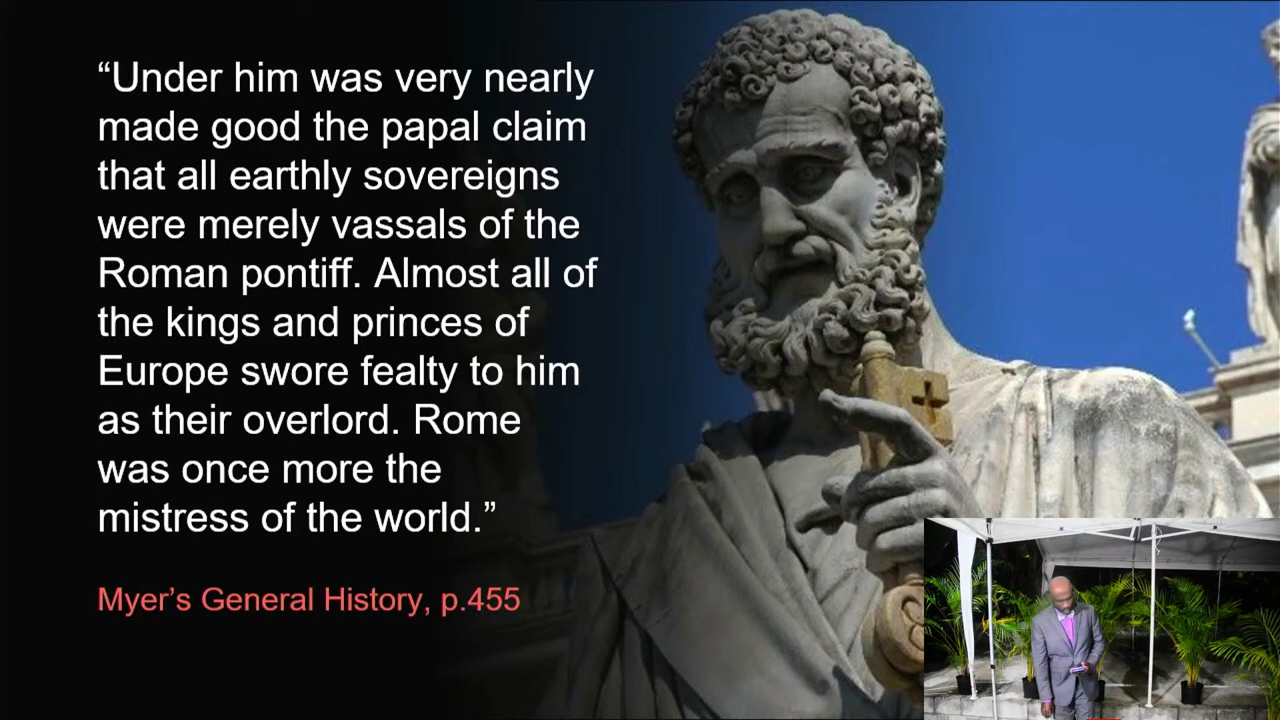 “Under him was very nearly
made good the papal claim
that all earthly sovereigns
were merely vassals of the
Roman pontiff. Almost all of
the kings and princes of
Europe swore fealty to him
as their overlord. Rome
was once more the
mistress of the world.”
Myer’s General History, p.455